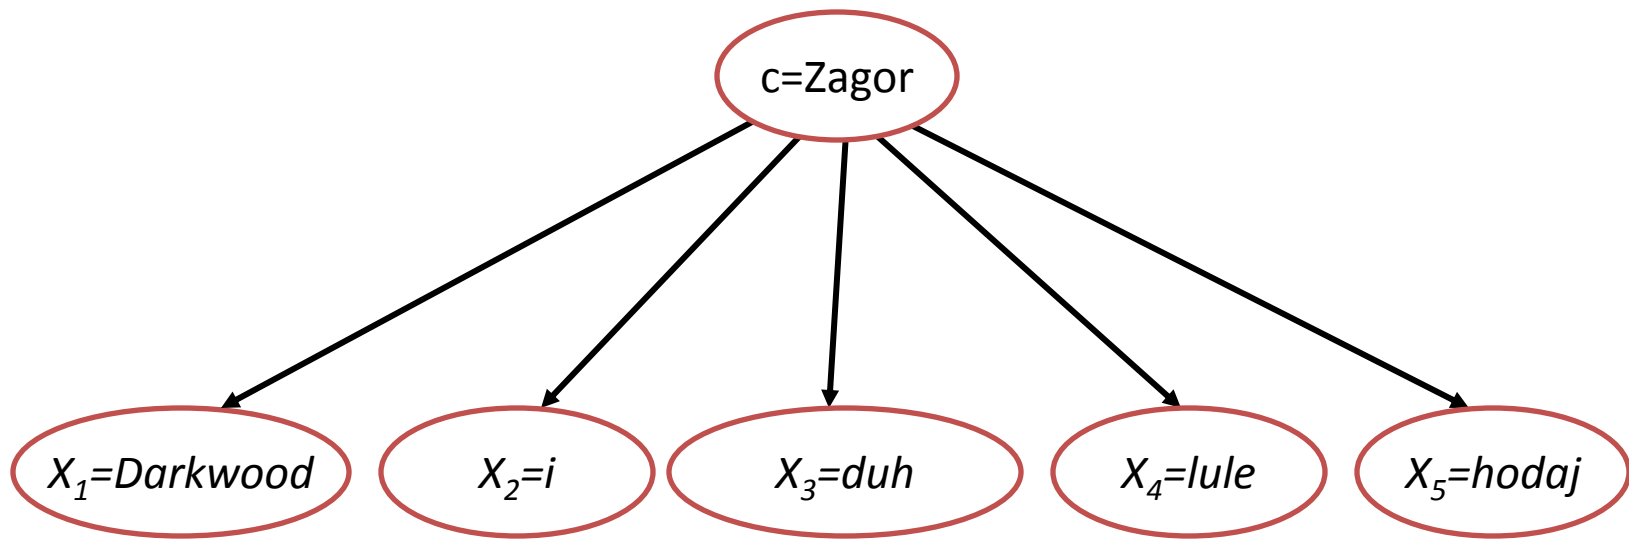 c=Zagor
X₁=Darkwood
X₂=i
X₃=duh
X₄=lule
X₅=hodaj